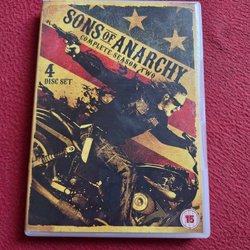 SONS OF ANARCHY
COMPLETE SEASON TWO
4
DISC SET
15